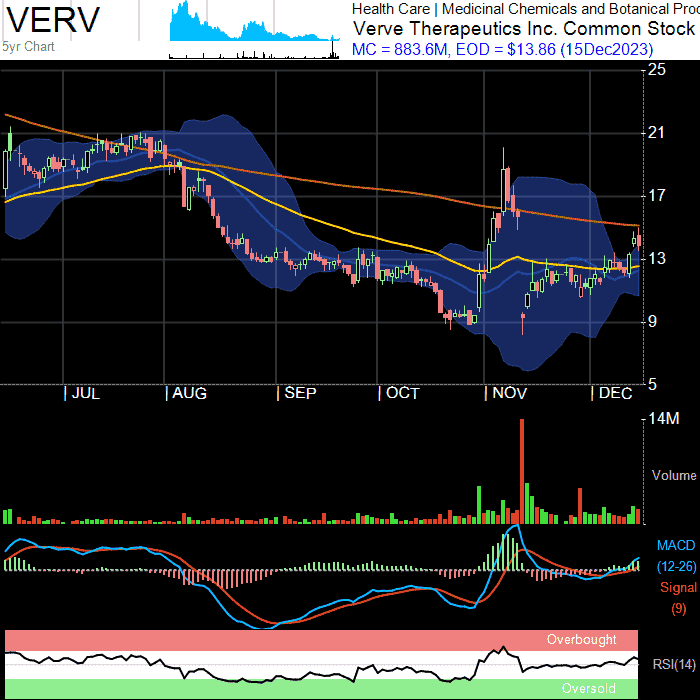 VERV
5yr Chart
Health Care | Medicinal Chemicals and Botanical Proc
Verve Therapeutics Inc. Common Stock
MC = 883.6M, EOD = $13.86 (15Dec2023)
25
21
17
13
9
5
| JUL | AUG | SEP | OCT | NOV | DEC
14M
Volume
MACD
(12-26)
Signal
(9)
Overbought
RSI(14)
Oversold